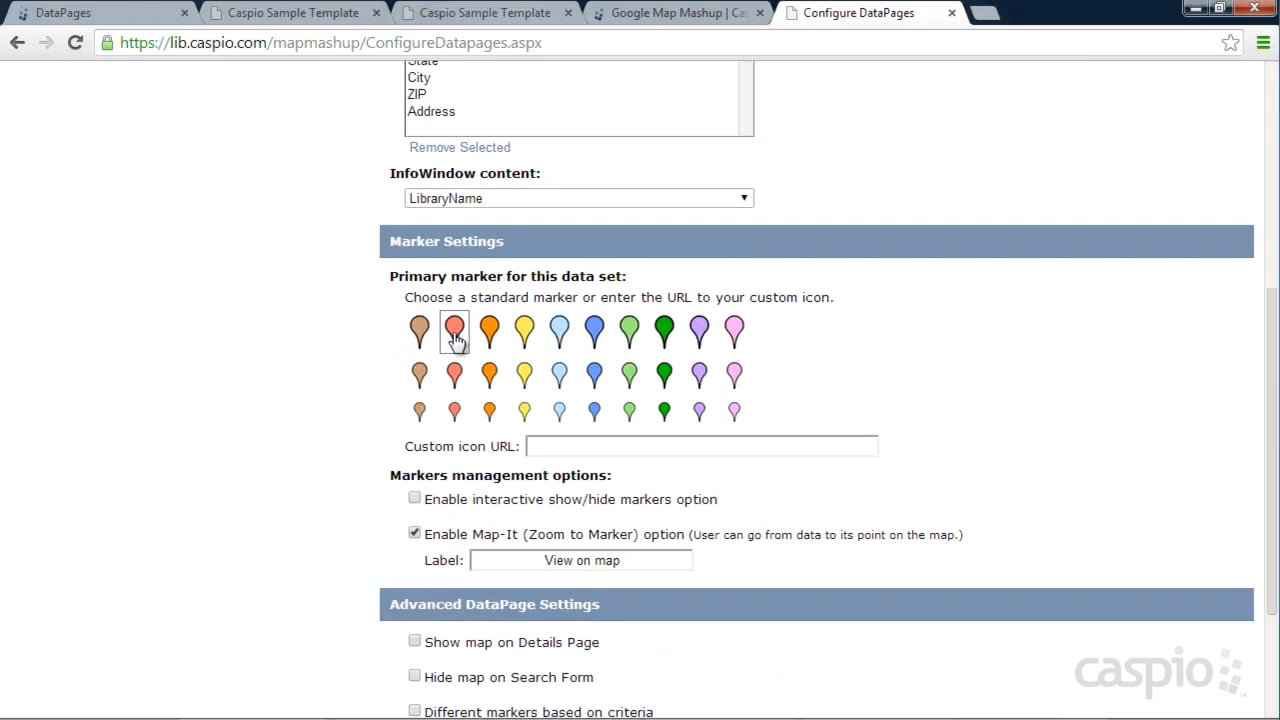 DataPages
Caspio Sample Template
Caspio Sample Template
Google Map Mashup | Ca
Configure DataPages
https://lib.caspio.com/mapmashup/ConfigureDatapages.aspx
State
City
ZIP
Address
Remove Selected
InfoWindow content:
LibraryName
Marker Settings
Primary marker for this data set:
Choose a standard marker or enter the URL to your custom icon.
Custom icon URL:
Markers management options:
Enable interactive show/hide markers option
Enable Map-It (Zoom to Marker) option (User can go from data to its point on the map.)
Label: View on map
Advanced DataPage Settings
Show map on Details Page
Hide map on Search Form
Different markers based on criteria
caspio